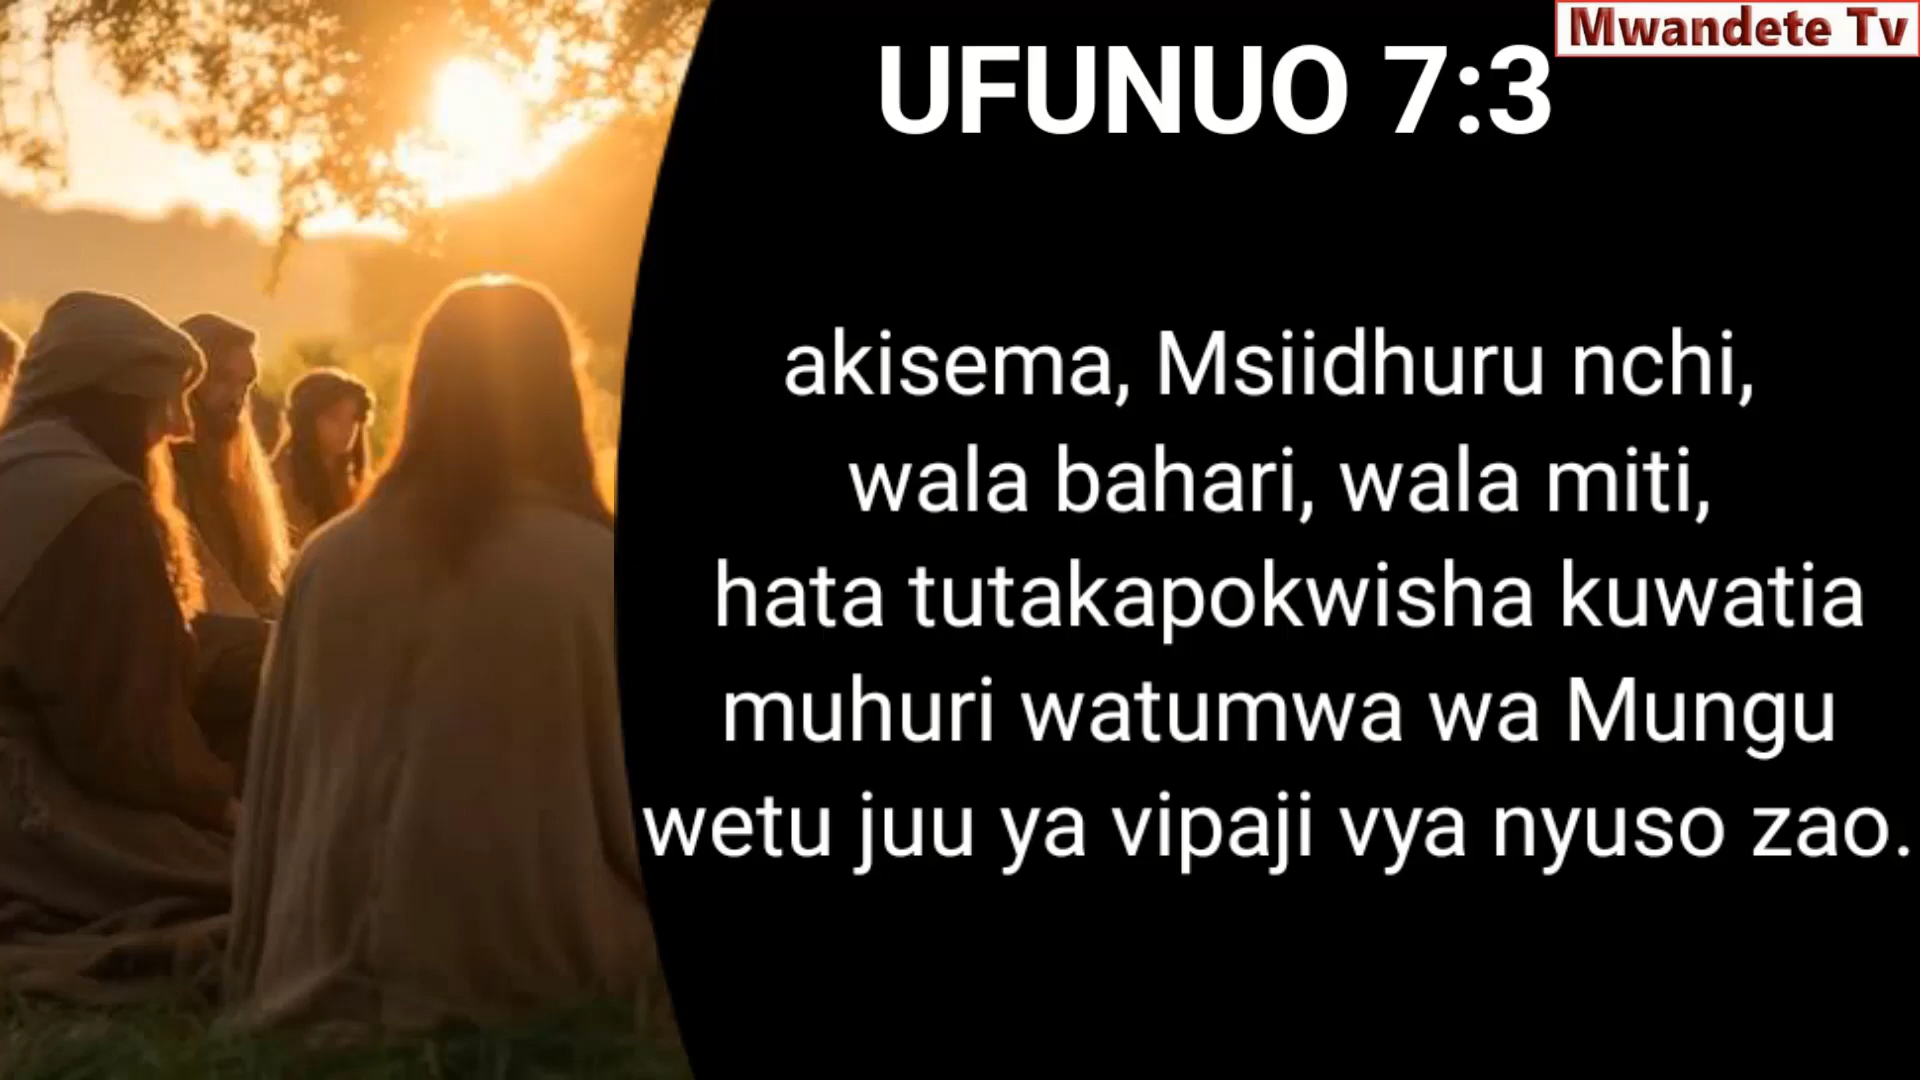 Mwandete Tv
UFUNUO 7:3
akisema, Msiidhuru nchi,
wala bahari, wala miti,
hata tutakapokwisha kuwatia
muhuri watumwa wa Mungu
wetu juu ya vipaji vya nyuso zao.